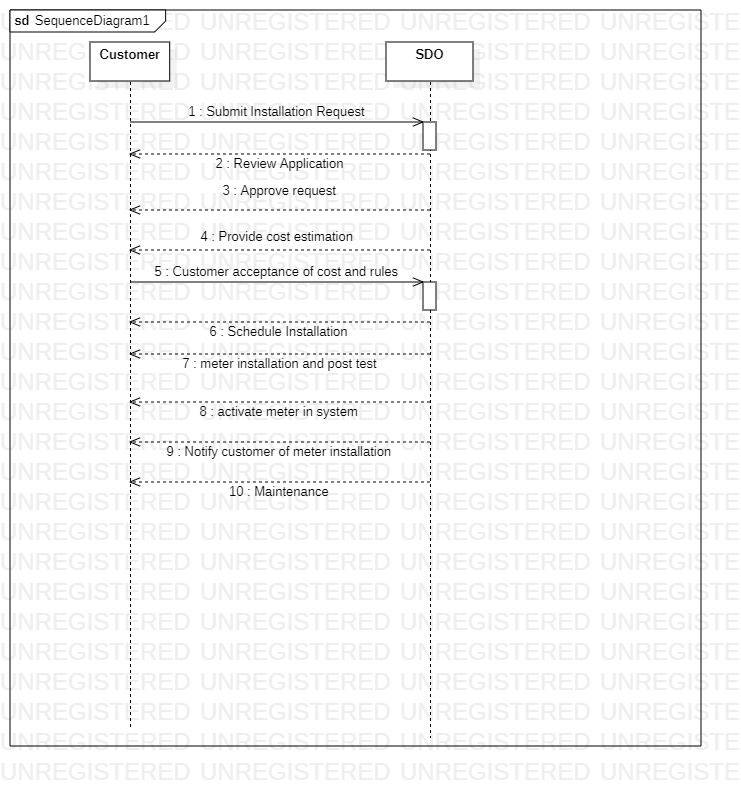 sd SequenceDiagram1
Customer
SDO
1 : Submit Installation Request
2 : Review Application
3 : Approve request
4 : Provide cost estimation
5 : Customer acceptance of cost and rules
6 : Schedule Installation
7 : meter installation and post test
8 : activate meter in system
9 : Notify customer of meter installation
10 : Maintenance
UNREGISTERED